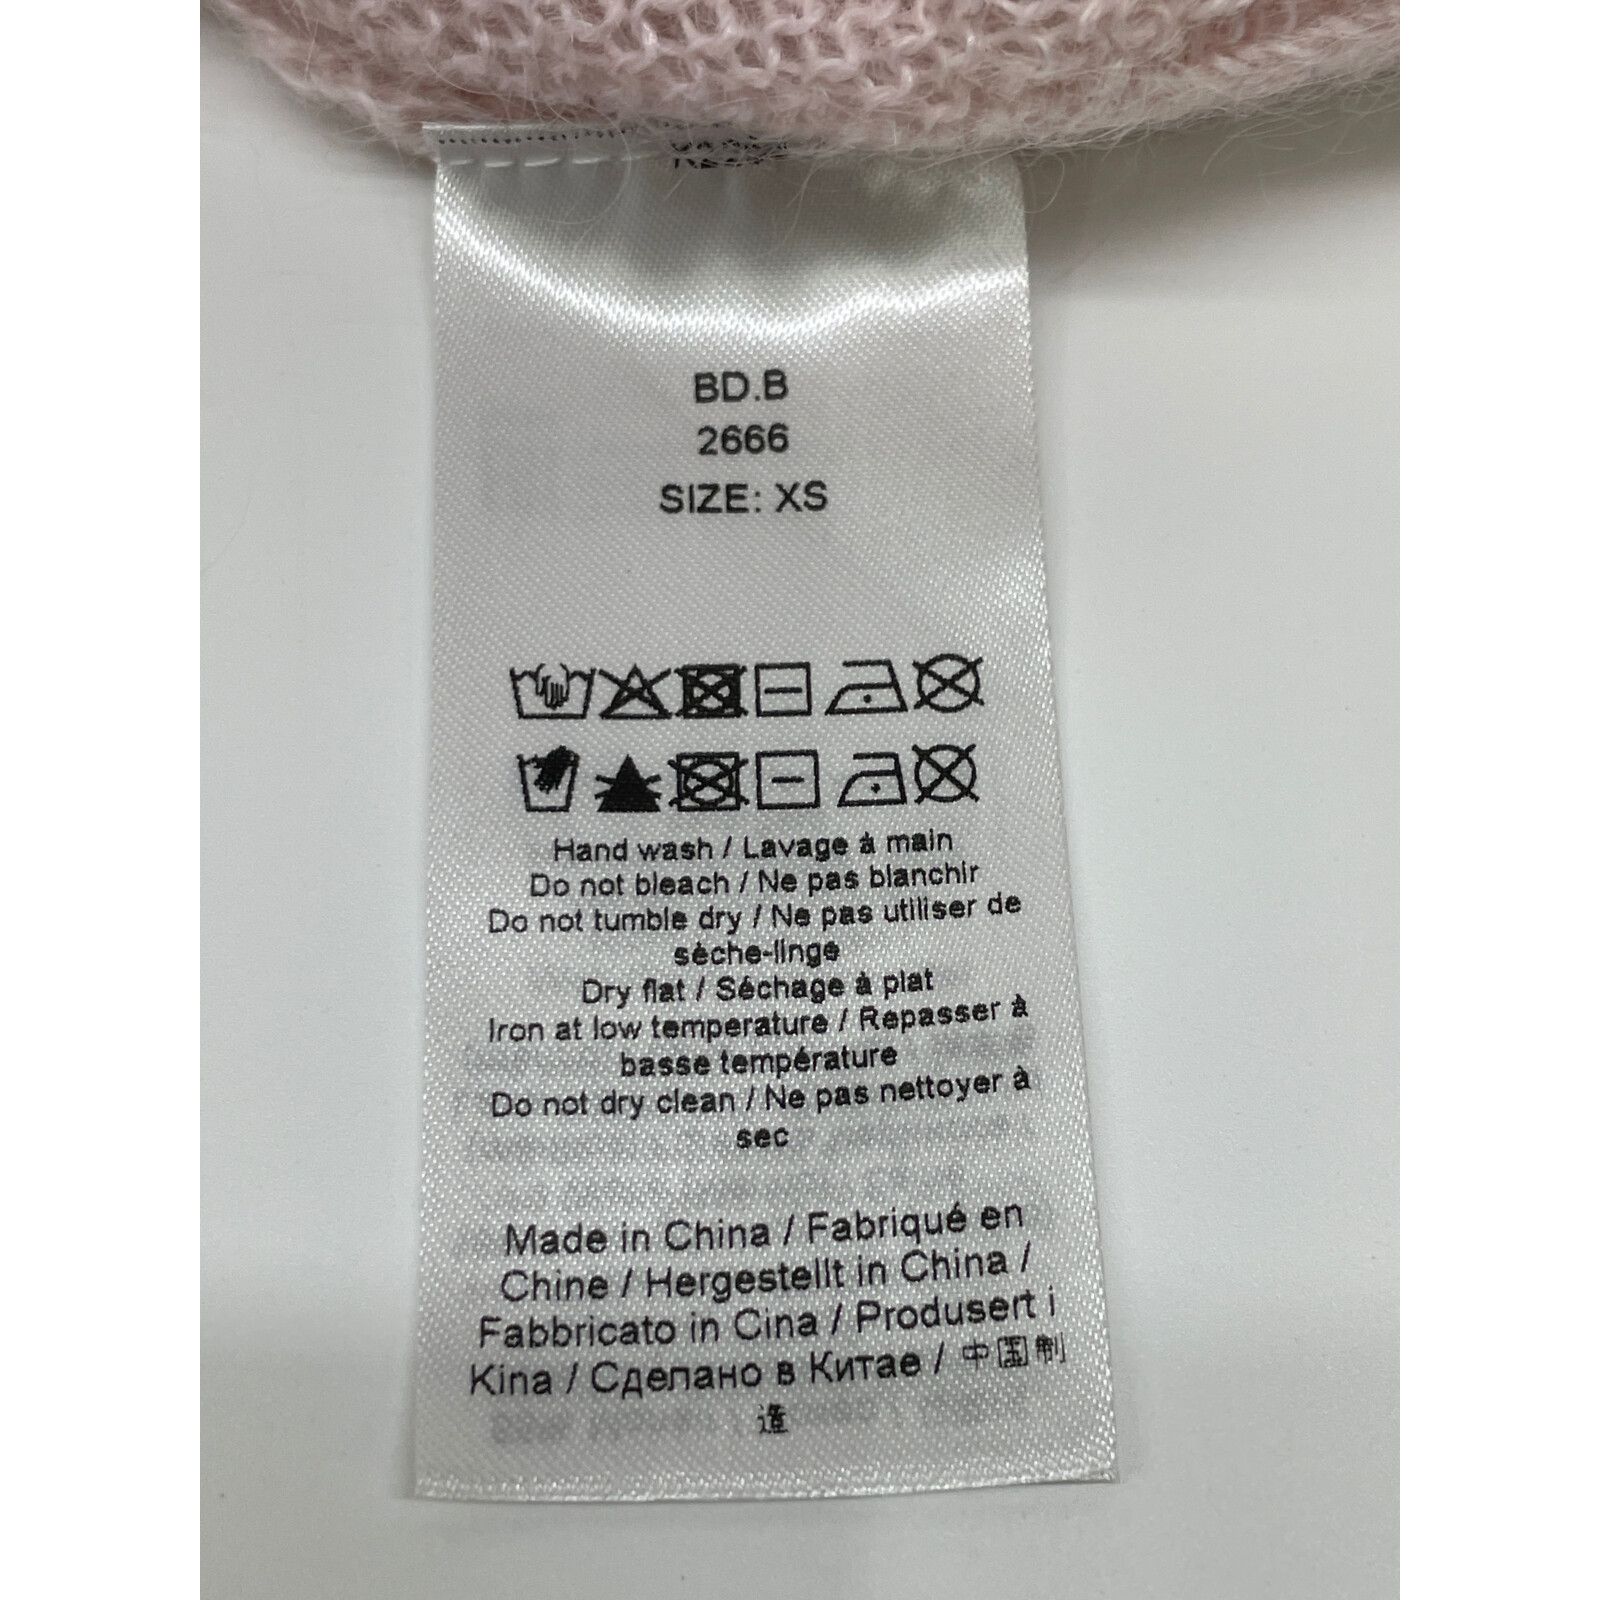 BD.B
2666
SIZE: XS
Hand wash / Lavage à main
Do not bleach / Ne pas blanchir
Do not tumble dry / Ne pas utiliser de
sèche-linge
Dry flat / Séchage à plat
Iron at low temperature / Repasser à
basse température
Do not dry clean / Ne pas nettoyer à
sec
Made in China / Fabriqué en
Chine / Hergestellt in China /
Fabbricato in Cina / Produsert i
Kina / Сделано в Китае / 中国制
造